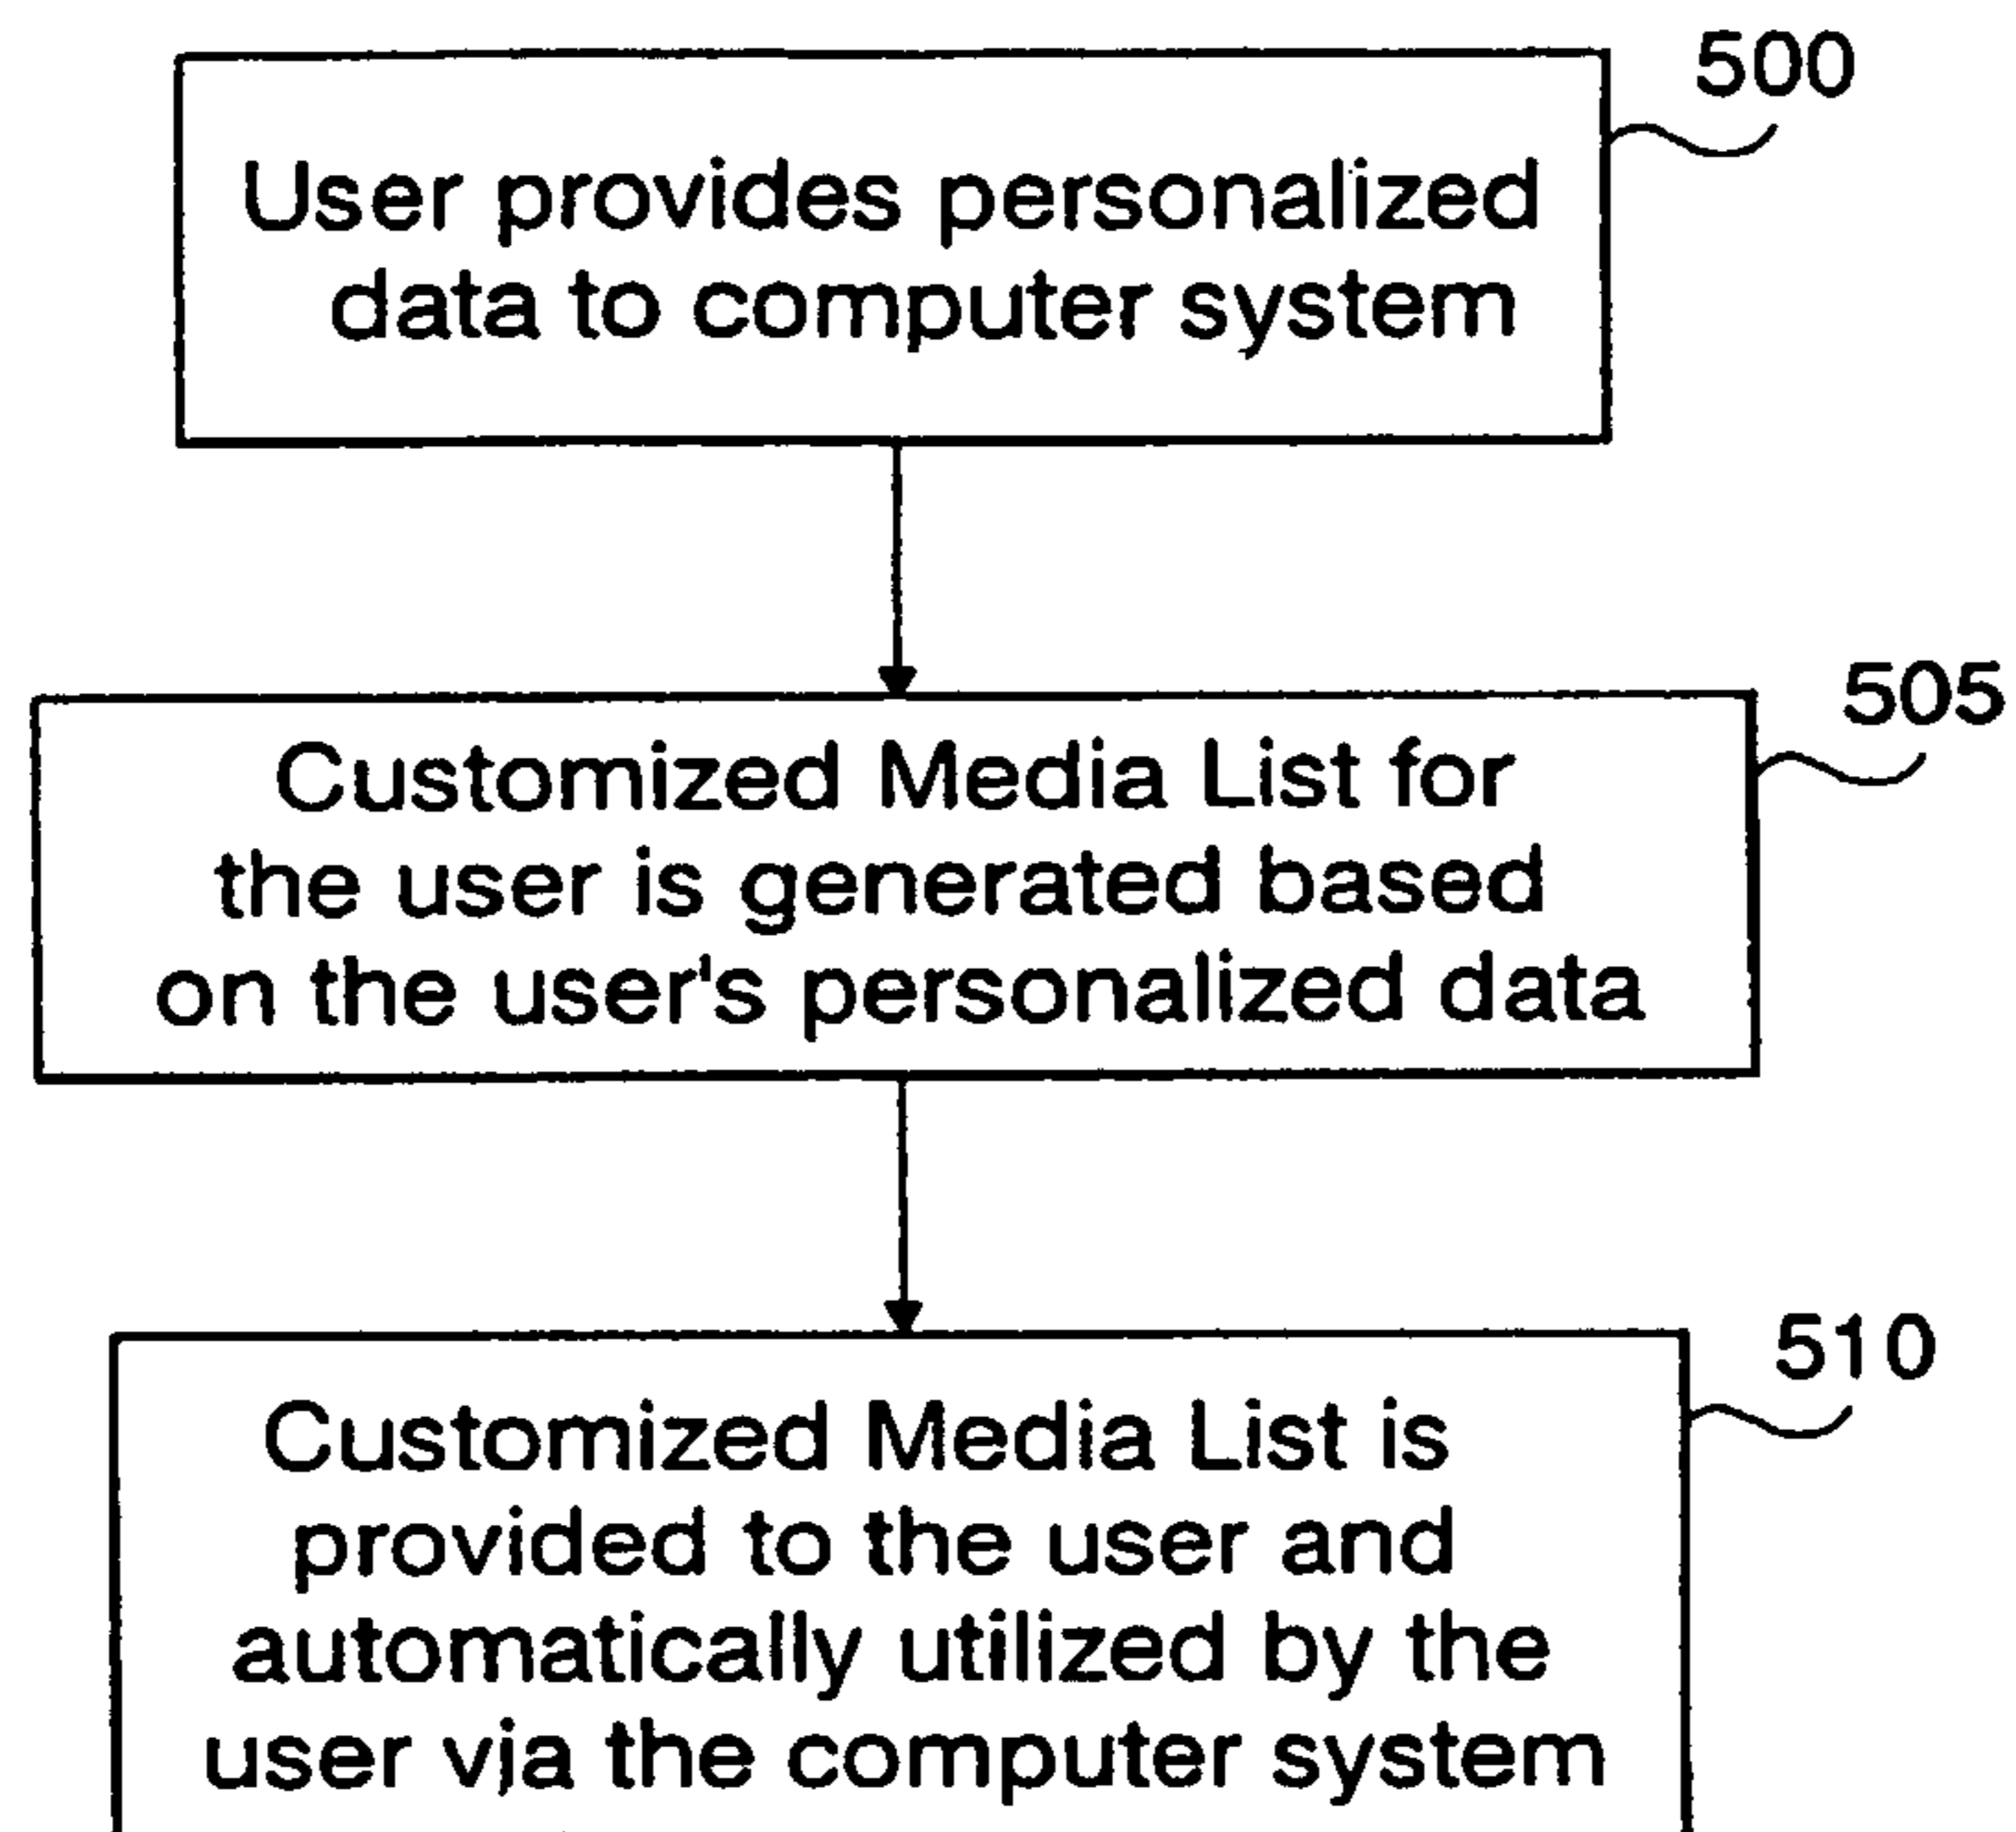 500
User provides personalized
data to computer system
505
Customized Media List for
the user is generated based
on the user's personalized data
510
Customized Media List is
provided to the user and
automatically utilized by the
user via the computer system